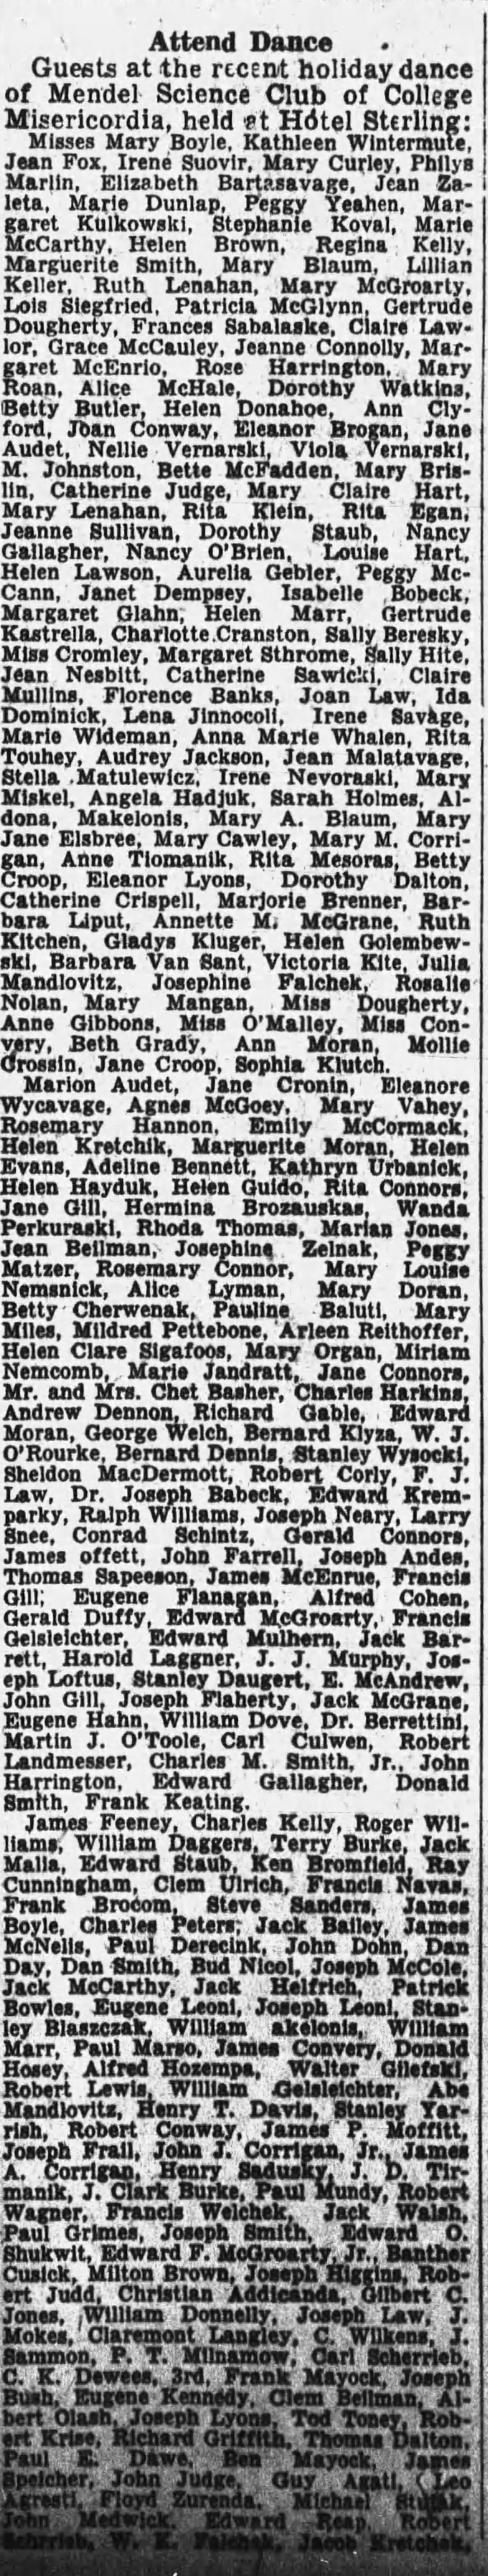 Attend Dance
Guests at the recent holiday dance
of Mendel Science Club of College
Misericordia, held at Hotel Sterling:
Misses Mary Boyle, Kathleen Wintermute,
Jean Fox, Irene Suovir, Mary Curley, Philys
Marlin, Elizabeth Bartasavage, Jean Za-
leta, Marie Dunlap, Peggy Yeahen, Mar-
garet Kulkowski, Stephanie Koval, Marie
McCarthy, Helen Brown, Regina Kelly,
Marguerite Smith, Mary Blaum, Lillian
Keller, Ruth Lenahan, Mary McGroarty,
Lois Siegfried, Patricia McGlynn, Gertrude
Dougherty, Frances Sabalaske, Claire Law-
lor, Grace McCauley, Jeanne Connolly, Mar-
garet McEnrio, Rose Harrington, Mary
Roan, Alice McHale, Dorothy Watkins,
Betty Butler, Helen Donahoe, Ann Cly-
ford, Joan Conway, Eleanor Brogan, Jane
Audet, Nellie Vernarski, Viola Vernarski,
M. Johnston, Bette McFadden, Mary Bris-
lin, Catherine Judge, Mary Claire Hart,
Mary Lenahan, Rita Klein, Rita Egan,
Jeanne Sullivan, Dorothy Staub, Nancy
Gallagher, Nancy O'Brien, Louise Hart,
Helen Lawson, Aurelia Gebler, Peggy Mc-
Cann, Janet Dempsey, Isabelle Bobeck,
Margaret Glahn, Helen Marr, Gertrude
Kastrella, Charlotte Cranston, Sally Beresky,
Miss Cromley, Margaret Sthrome, Sally Hite,
Jean Nesbitt, Catherine Sawicki, Claire
Mullins, Florence Banks, Joan Law, Ida
Dominick, Lena Jinnocoli, Irene Savage,
Marie Wideman, Anna Marie Whalen, Rita
Touhey, Audrey Jackson, Jean Malatavage,
Stella Matulewicz, Irene Nevoraski, Mary
Miskel, Angela Hadjuk, Sarah Holmes, Al-
dona, Makelonis, Mary A. Blaum, Mary
Jane Elsbree, Mary Cawley, Mary M. Corri-
gan, Anne Tiomanik, Rita Mesoras, Betty
Croop, Eleanor Lyons, Dorothy Dalton,
Catherine Crispell, Marjorie Brenner, Bar-
bara Liput, Annette M. McGrane, Ruth
Kitchen, Gladys Kluger, Helen Golembew-
ski, Barbara Van Sant, Victoria Kite, Julia
Mandlovitz, Josephine Falchek, Rosalie
Nolan, Mary Mangan, Miss Dougherty,
Anne Gibbons, Miss O'Malley, Miss Con-
very, Beth Grady, Ann Moran, Mollie
Crossin, Jane Croop, Sophia Klutch.
Marion Audet, Jane Cronin, Eleanore
Wycavage, Agnes McGoey, Mary Vahey,
Rosemary Hannon, Emily McCormack,
Helen Kretchik, Marguerite Moran, Helen
Evans, Adeline Bennett, Kathryn Urbanick,
Helen Hayduk, Helen Guido, Rita Connors,
Jane Gill, Hermina Brozauskas, Wanda
Perkuraski, Rhoda Thomas, Marian Jones,
Jean Beilman, Josephine Zelnak, Peggy
Matzer, Rosemary Connor, Mary Louise
Nemsnick, Alice Lyman, Mary Doran,
Betty Cherwenak, Pauline Baluti, Mary
Miles, Mildred Pettebone, Arleen Reithoffer,
Helen Clare Sigafoos, Mary Organ, Miriam
Nemcomb, Marie Jandratt, Jane Connors,
Mr. and Mrs. Chet Basher, Charles Harkins,
Andrew Dennon, Richard Gable, Edward
Moran, George Welch, Bernard Klyza, W. J.
O'Rourke, Bernard Dennis, Stanley Wysocki,
Sheldon MacDermott, Robert Corly, F. J.
Law, Dr. Joseph Babeck, Edward Krem-
parky, Ralph Williams, Joseph Neary, Larry
Snee, Conrad Schintz, Gerald Connors,
James offett, John Farrell, Joseph Andes,
Thomas Sapeeson, James McEnrue, Francis
Gill; Eugene Flanagan, Alfred Cohen,
Gerald Duffy, Edward McGroarty, Francis
Gelsleichter, Edward Mulhern, Jack Bar-
rett, Harold Laggner, J. J. Murphy, Jos-
eph Loftus, Stanley Daugert, E. McAndrew,
John Gill, Joseph Flaherty, Jack McGrane,
Eugene Hahn, William Dove, Dr. Berrettini,
Martin J. O'Toole, Carl Culwen, Robert
Landmesser, Charles M. Smith, Jr., John
Harrington, Edward Gallagher, Donald
Smith, Frank Keating.
James Feeney, Charles Kelly, Roger Wil-
liams, William Daggers, Terry Burke, Jack
Malia, Edward Staub, Ken Bromfield, Ray
Cunningham, Clem Ulrich, Francis Navas,
Frank Brocom, Steve Sanders, James
Boyle, Charles Peters; Jack Bailey, James
McNelis, Paul Derecink, John Dohn, Dan
Day, Dan Smith, Bud Nicol, Joseph McCole,
Jack McCarthy, Jack Helfrich, Patrick
Bowles, Eugene Leoni, Joseph Leoni, Stan-
ley Blaszczak, William akelonis, William
Marr, Paul Marso, James Convery, Donald
Hosey, Alfred Hozempa, Walter Gilefski,
Robert Lewis, William Gelsleichter, Abe
Mandlovitz, Henry T. Davis, Stanley Yar-
rish, Robert Conway, James P. Moffitt,
Joseph Frail, John J. Corrigan, Jr., James
A. Corrigan, Henry Sadusky, J. D. Tir-
manik, J. Clark Burke, Paul Mundy, Robert
Wagner, Francis Welchek, Jack Walsh,
Paul Grimes, Joseph Smith, Edward O.
Shukwit, Edward F. McGroarty, Jr., Banther
Cusick, Milton Brown, Joseph Higgins, Rob-
ert Judd, Christian Addicanda, Gilbert C.
Jones, William Donnelly, Joseph Law, J.
Mokes, Claremont Langley, C. Wilkens, J.
Sammon, P. T. Milnamow, Carl Scherrieb,
C. K. Dewees, 3rd, Frank Mayock, Joseph
Bush, Eugene Kennedy, Clem Beilman, Al-
bert Olash, Joseph Lyons, Tod Toney, Rob-
ert Krise, Richard Griffith, Thomas Dalton,
Paul E. Dawe, Ben Mayock, James
Speicher, John Judge, Guy Agati, Leo
Agresti, Floyd Zurenda, Michael
John Medwick, Edward Reap, Robert
Schrrieb, W. K. Falchek, Jacob Kretchek,